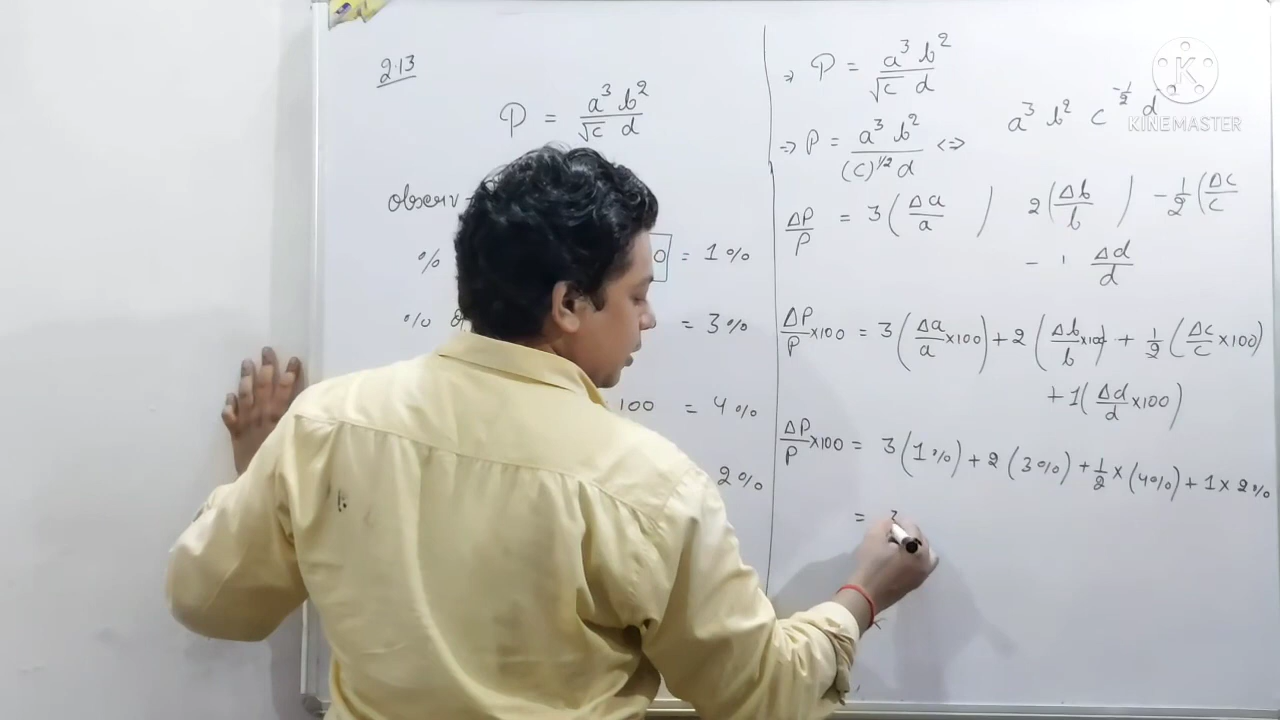 2.13
P = a³ b² / √c d
observ
% 0 = 1%
% = 3%
100 = 4%
2%
⇒ P = a³ b² / √c d
⇒ P = a³ b² / (c)^1/2 d <=> a³ b² c^-1/2 d
ΔP/P = 3 (Δa/a ) 2 (Δb/b ) - 1/2 (Δc/c
- 1 Δd/d
ΔP/P ×100 = 3 (Δa/a ×100) + 2 (Δb/b ×100) + 1/2 (Δc/c ×100)
+ 1 (Δd/d ×100)
ΔP/P ×100 = 3 (1%) + 2 (3%) + 1/2 × (4%) + 1 × 2%
=
K
KINEMASTER